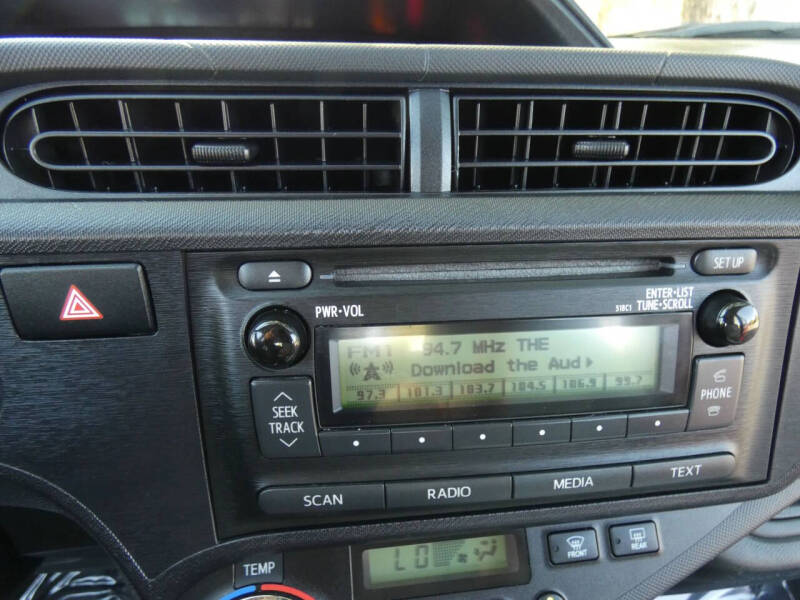 SET UP
PWR•VOL
ENTER•LIST
51BC1 TUNE•SCROLL
FM1 94.7 MHz THE
Download the Aud
97.3 101.3 103.7 104.5 106.9 99.7
SEEK
TRACK
PHONE
SCAN RADIO MEDIA TEXT
TEMP
LO
FRONT
REAR